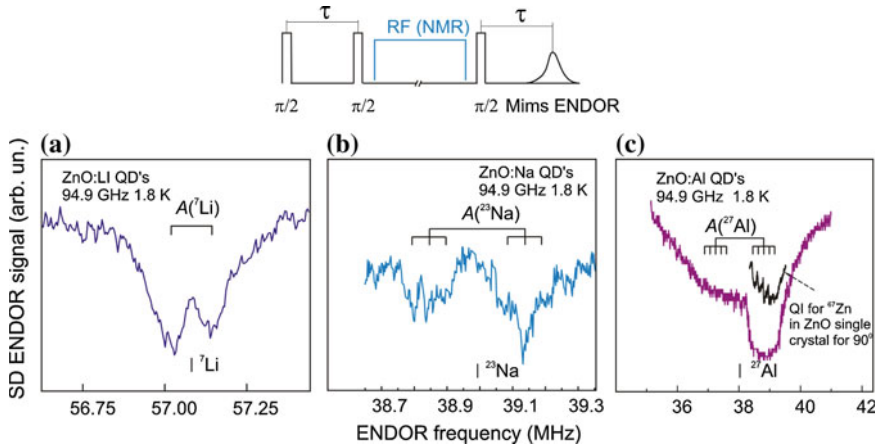 τ τ
RF (NMR)
π/2 π/2 π/2 Mims ENDOR
(a) (b) (c)
SD ENDOR signal (arb. un.)
ZnO:LI QD's
94.9 GHz 1.8 K
A(⁷Li)
⁷Li
56.75 57.00 57.25
ZnO:Na QD's
94.9 GHz 1.8 K
A(²³Na)
²³Na
38.7 38.9 39.1 39.3
ZnO:Al QD's
94.9 GHz 1.8 K
A(²⁷Al)
QI for ⁶⁷Zn
in ZnO single
crystal for 90°
²⁷Al
36 38 40 42
ENDOR frequency (MHz)